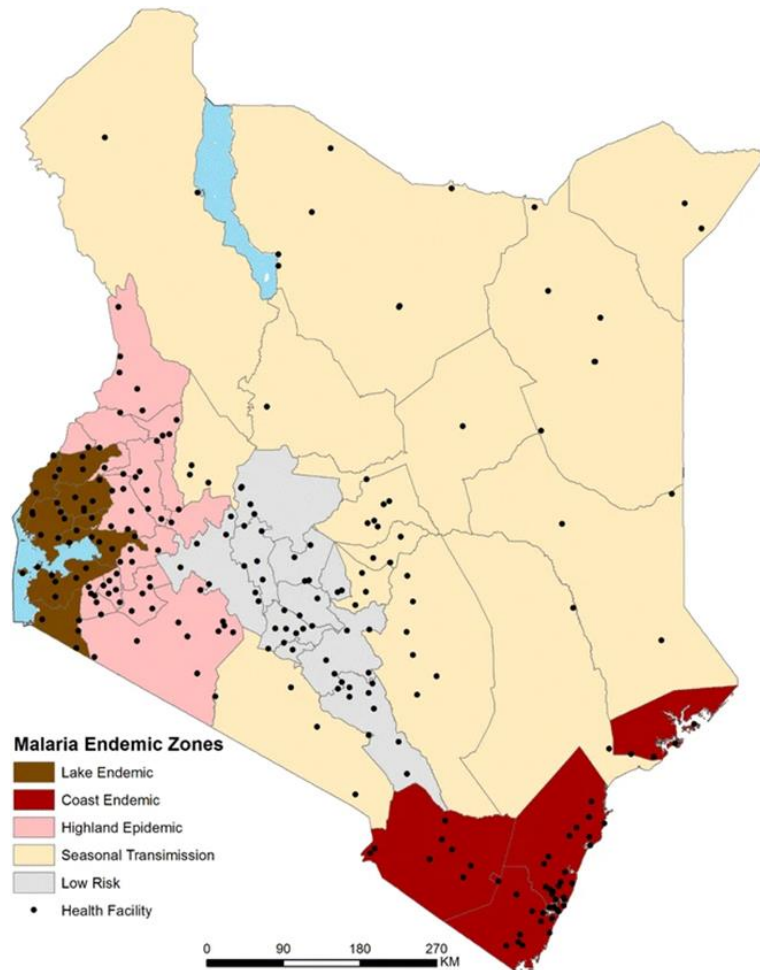 Malaria Endemic Zones
Lake Endemic
Coast Endemic
Highland Epidemic
Seasonal Transimission
Low Risk
Health Facility
0 90 180 270
KM